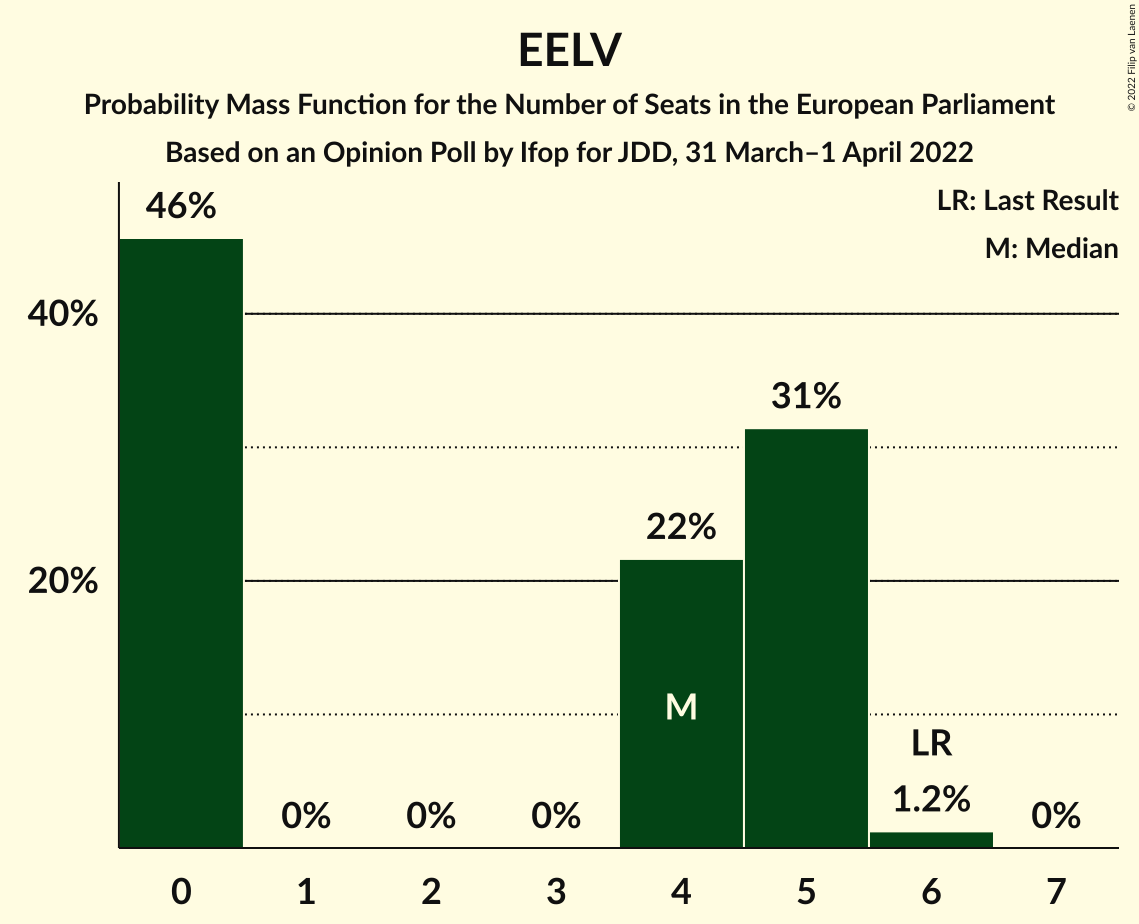 EELV
Probability Mass Function for the Number of Seats in the European Parliament
Based on an Opinion Poll by Ifop for JDD, 31 March–1 April 2022
© 2022 Filip van Laenen
LR: Last Result
M: Median
46%
40%
31%
22%
20%
M
LR
0%
0%
0%
1.2%
0%
0
1
2
3
4
5
6
7